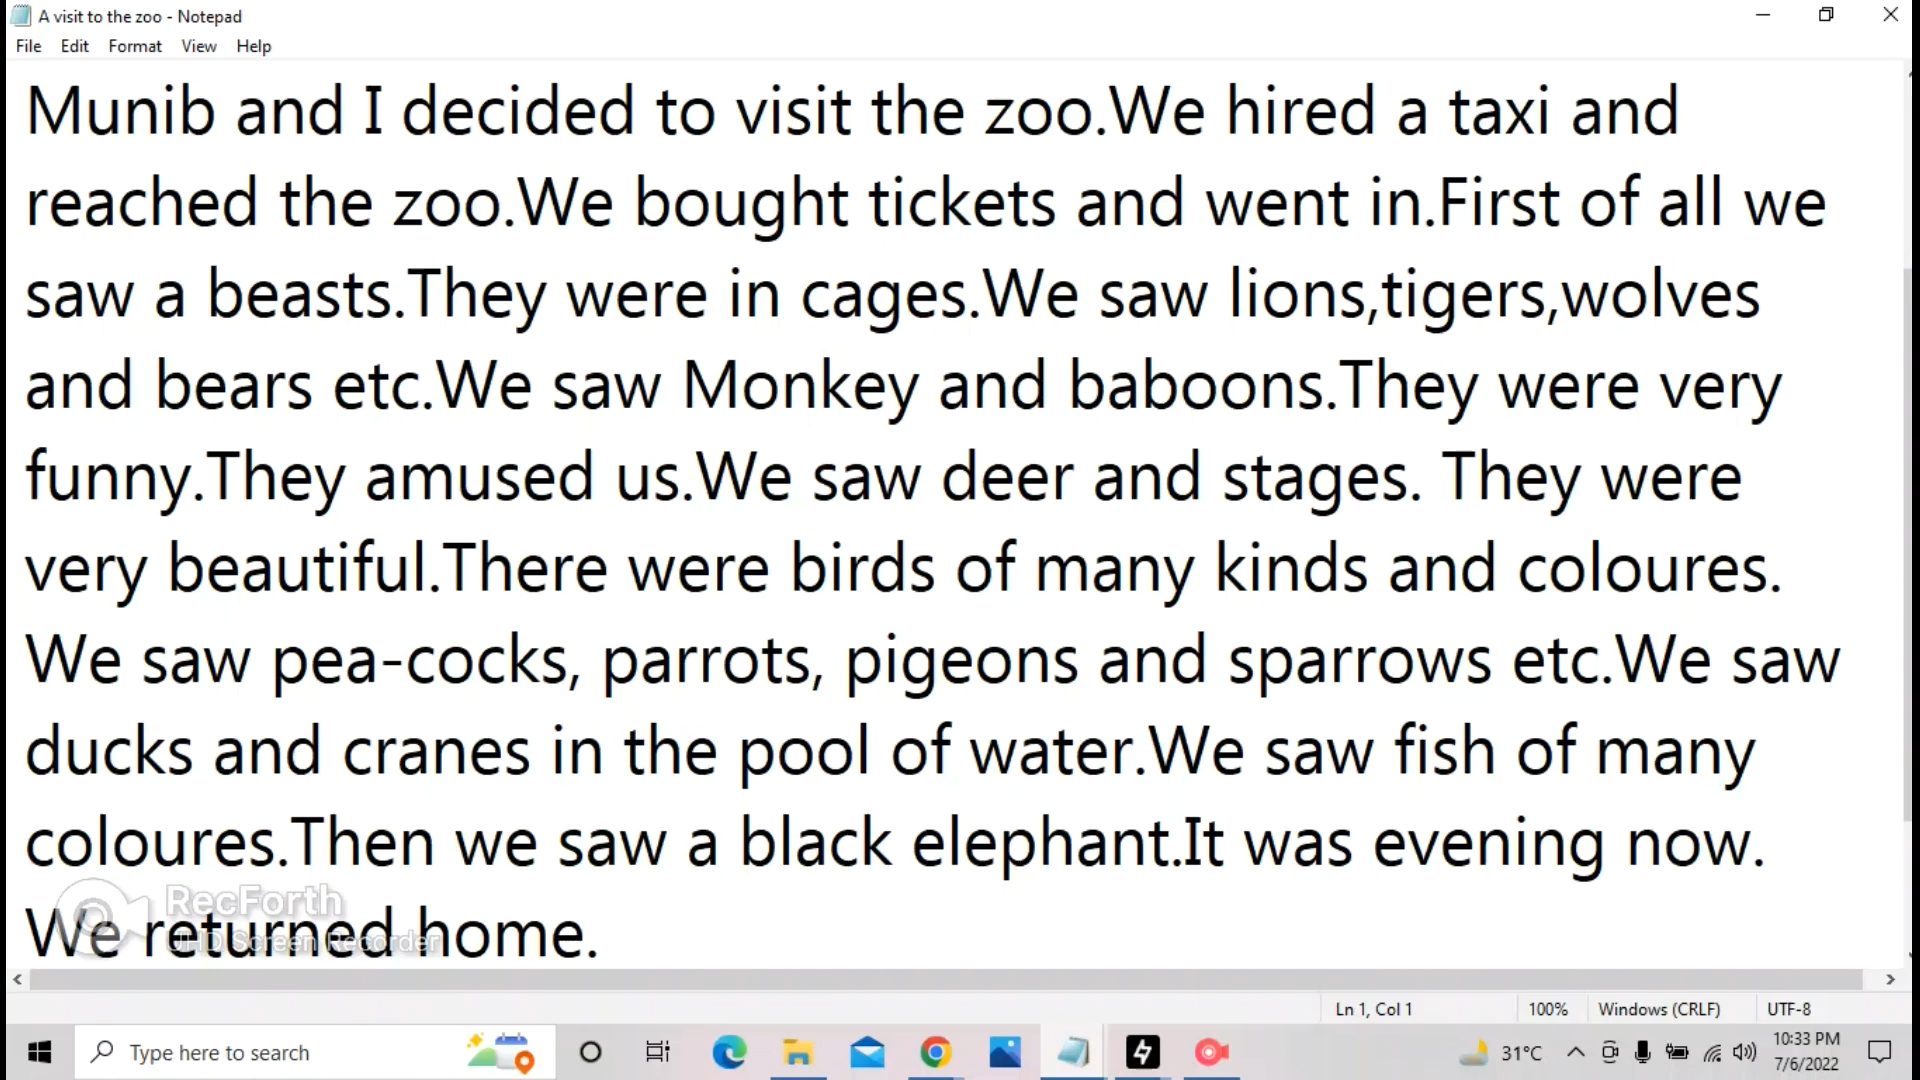 A visit to the zoo - Notepad
File Edit Format View Help
Munib and I decided to visit the zoo.We hired a taxi and
reached the zoo.We bought tickets and went in.First of all we
saw a beasts.They were in cages.We saw lions,tigers,wolves
and bears etc.We saw Monkey and baboons.They were very
funny.They amused us.We saw deer and stages. They were
very beautiful.There were birds of many kinds and coloures.
We saw pea-cocks, parrots, pigeons and sparrows etc.We saw
ducks and cranes in the pool of water.We saw fish of many
coloures.Then we saw a black elephant.It was evening now.
We returned home.
RecForth
UHD Screen Recorder
Ln 1, Col 1 100% Windows (CRLF) UTF-8
Type here to search
31°C
10:33 PM
7/6/2022